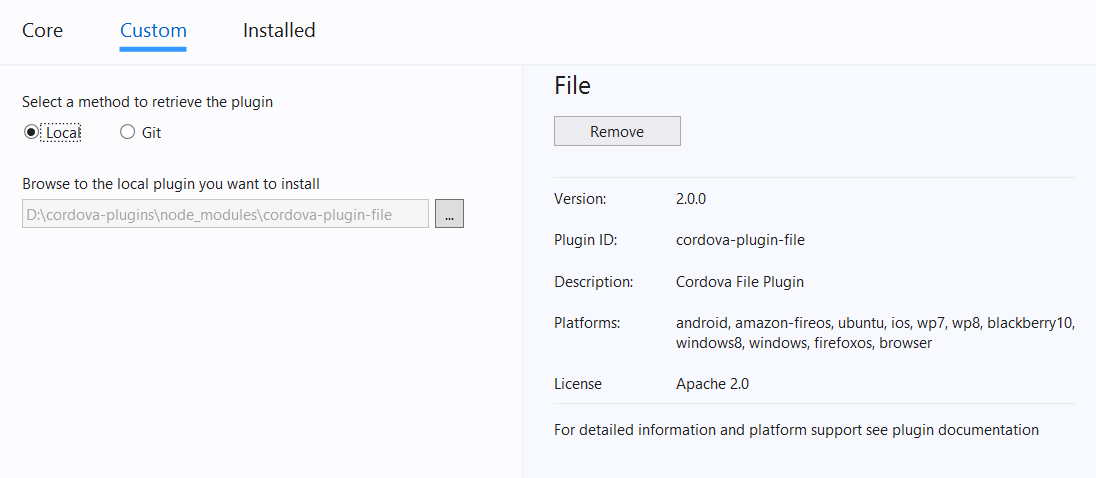 Core Custom Installed
Select a method to retrieve the plugin
Local Git
Browse to the local plugin you want to install
D:\cordova-plugins\node_modules\cordova-plugin-file ...
File
Remove
Version: 2.0.0
Plugin ID: cordova-plugin-file
Description: Cordova File Plugin
Platforms: android, amazon-fireos, ubuntu, ios, wp7, wp8, blackberry10,
windows8, windows, firefoxos, browser
License Apache 2.0
For detailed information and platform support see plugin documentation